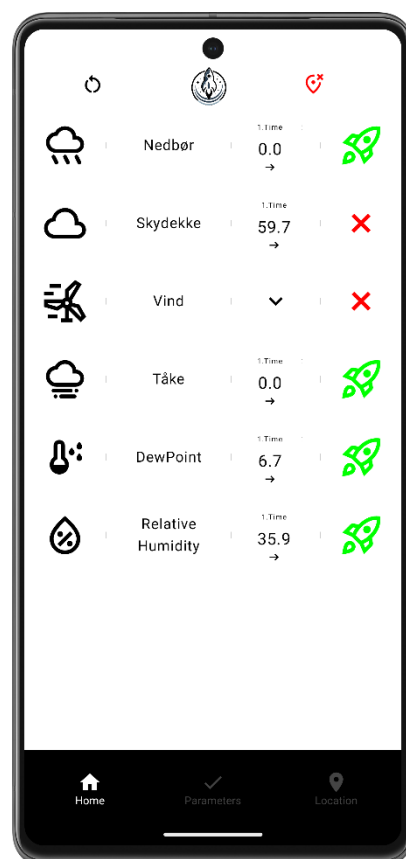 1.Time
Nedbør
0.0
→
1.Time
Skydekke
59.7
→
Vind
1.Time
Tåke
0.0
→
1.Time
DewPoint
6.7
→
1.Time
Relative
Humidity
35.9
→
Home
Parameters
Location